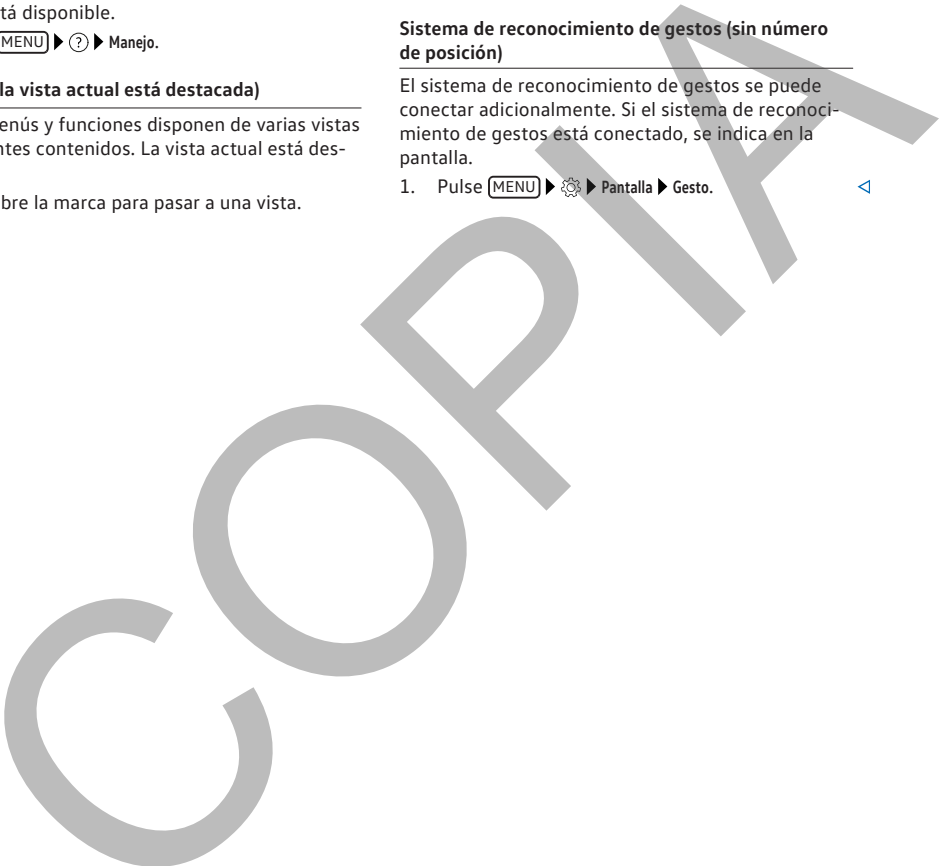 tá disponible.
MENU ▶ ? ▶ Manejo.
la vista actual está destacada)
enús y funciones disponen de varias vistas
ntes contenidos. La vista actual está des-
bre la marca para pasar a una vista.
Sistema de reconocimiento de gestos (sin número
de posición)
El sistema de reconocimiento de gestos se puede
conectar adicionalmente. Si el sistema de reconoci-
miento de gestos está conectado, se indica en la
pantalla.
1. Pulse MENU ▶ ▶ Pantalla ▶ Gesto. ◁
COPIA